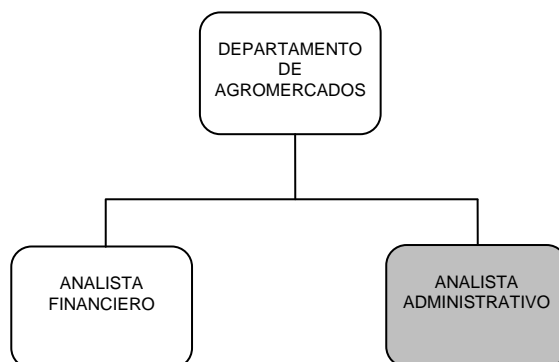 DEPARTAMENTO
DE
AGROMERCADOS
ANALISTA
FINANCIERO
ANALISTA
ADMINISTRATIVO